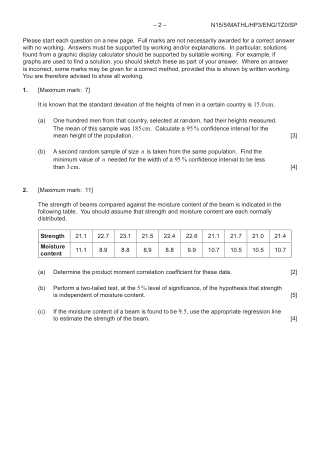 – 2 –
N15/5/MATHL/HP3/ENG/TZ0/SP
Please start each question on a new page. Full marks are not necessarily awarded for a correct answer
with no working. Answers must be supported by working and/or explanations. In particular, solutions
found from a graphic display calculator should be supported by suitable working. For example, if
graphs are used to find a solution, you should sketch these as part of your answer. Where an answer
is incorrect, some marks may be given for a correct method, provided this is shown by written working.
You are therefore advised to show all working.
1. [Maximum mark: 7]
It is known that the standard deviation of the heights of men in a certain country is 15.0 cm.
(a) One hundred men from that country, selected at random, had their heights measured.
The mean of this sample was 185 cm. Calculate a 95 % confidence interval for the
mean height of the population. [3]
(b) A second random sample of size n is taken from the same population. Find the
minimum value of n needed for the width of a 95 % confidence interval to be less
than 3 cm. [4]
2. [Maximum mark: 11]
The strength of beams compared against the moisture content of the beam is indicated in the
following table. You should assume that strength and moisture content are each normally
distributed.
Strength 21.1 22.7 23.1 21.5 22.4 22.6 21.1 21.7 21.0 21.4
Moisture content 11.1 8.9 8.8 8.9 8.8 9.9 10.7 10.5 10.5 10.7
(a) Determine the product moment correlation coefficient for these data. [2]
(b) Perform a two-tailed test, at the 5 % level of significance, of the hypothesis that strength
is independent of moisture content. [5]
(c) If the moisture content of a beam is found to be 9.5, use the appropriate regression line
to estimate the strength of the beam. [4]